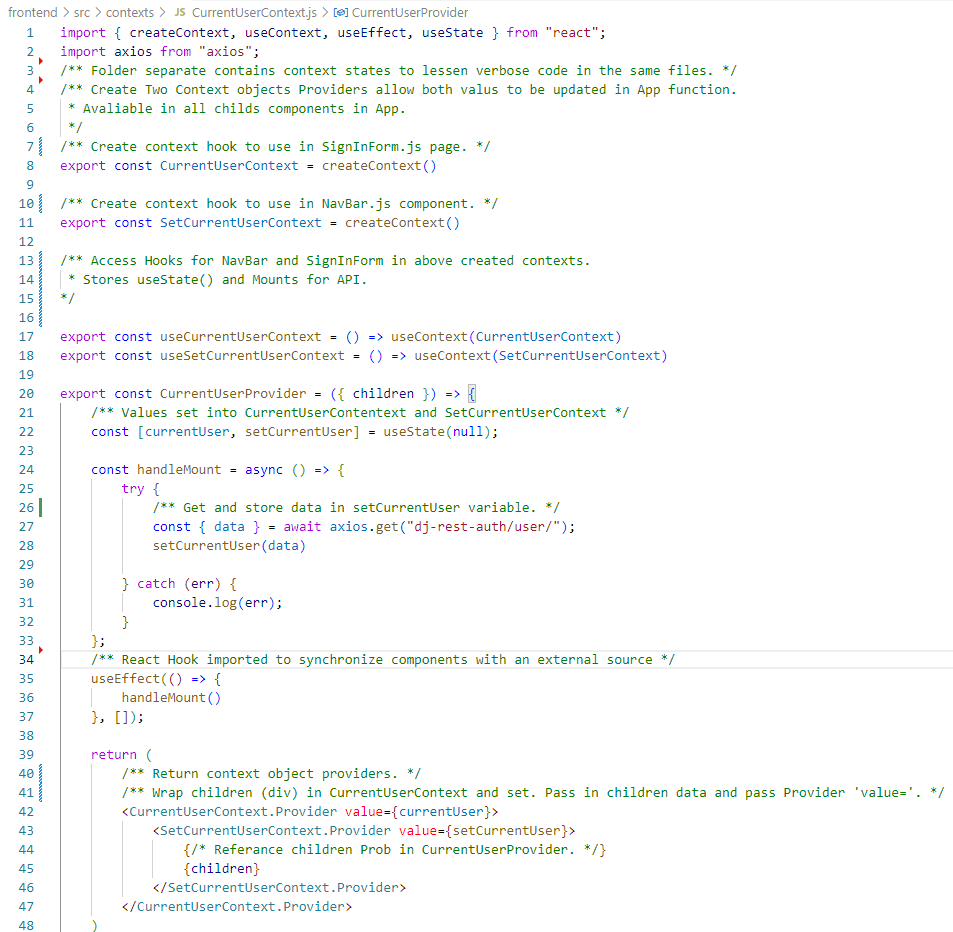 frontend > src > contexts > JS CurrentUserContext.js > CurrentUserProvider
1 import { createContext, useContext, useEffect, useState } from "react";
2 import axios from "axios";
3 /** Folder separate contains context states to lessen verbose code in the same files. */
4 /** Create Two Context objects Providers allow both valus to be updated in App function.
5  * Avaliable in all childs components in App.
6  */
7 /** Create context hook to use in SignInForm.js page. */
8 export const CurrentUserContext = createContext()
9
10 /** Create context hook to use in NavBar.js component. */
11 export const SetCurrentUserContext = createContext()
12
13 /** Access Hooks for NavBar and SignInForm in above created contexts.
14  * Stores useState() and Mounts for API.
15 */
16
17 export const useCurrentUserContext = () => useContext(CurrentUserContext)
18 export const useSetCurrentUserContext = () => useContext(SetCurrentUserContext)
19
20 export const CurrentUserProvider = ({ children }) => {
21     /** Values set into CurrentUserContentext and SetCurrentUserContext */
22     const [currentUser, setCurrentUser] = useState(null);
23
24     const handleMount = async () => {
25         try {
26             /** Get and store data in setCurrentUser variable. */
27             const { data } = await axios.get("dj-rest-auth/user/");
28             setCurrentUser(data)
29
30         } catch (err) {
31             console.log(err);
32         }
33     };
34     /** React Hook imported to synchronize components with an external source */
35     useEffect(() => {
36         handleMount()
37     }, []);
38
39     return (
40         /** Return context object providers. */
41         /** Wrap children (div) in CurrentUserContext and set. Pass in children data and pass Provider 'value='. */
42         <CurrentUserContext.Provider value={currentUser}>
43             <SetCurrentUserContext.Provider value={setCurrentUser}>
44                 {/* Referance children Prob in CurrentUserProvider. */}
45                 {children}
46             </SetCurrentUserContext.Provider>
47         </CurrentUserContext.Provider>
48     )